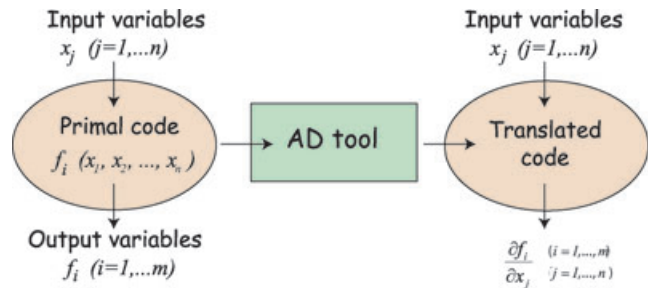 Input variables
x_j (j=1,...n)
Primal code
f_i (x_1, x_2, ..., x_n)
Output variables
f_i (i=1,...m)
AD tool
Input variables
x_j (j=1,...n)
Translated
code
∂f_i (i = 1,..., m)
∂x_j (j = 1,..., n)